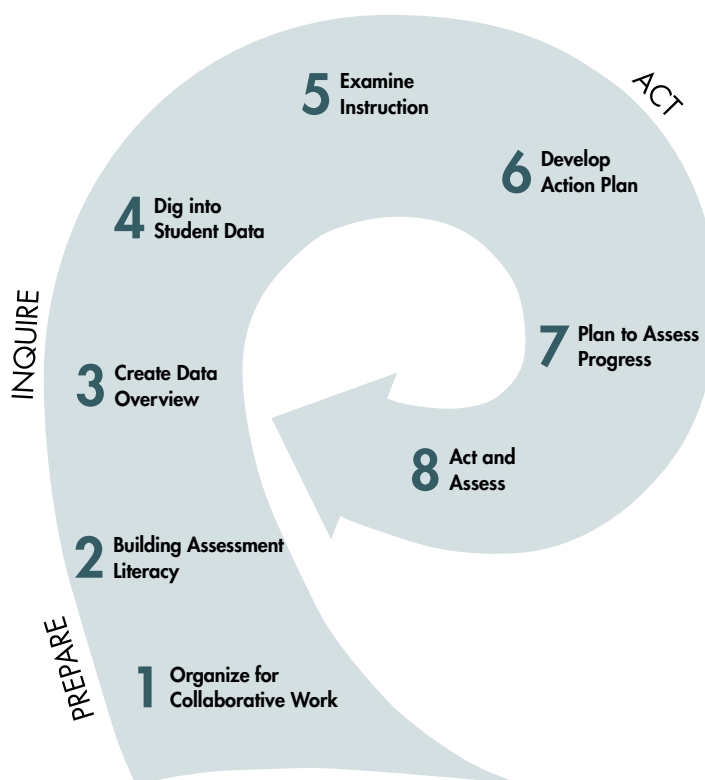 ACT
5 Examine
Instruction
6 Develop
Action Plan
4 Dig into
Student Data
INQUIRE
7 Plan to Assess
Progress
3 Create Data
Overview
8 Act and
Assess
2 Building Assessment
Literacy
PREPARE
1 Organize for
Collaborative Work